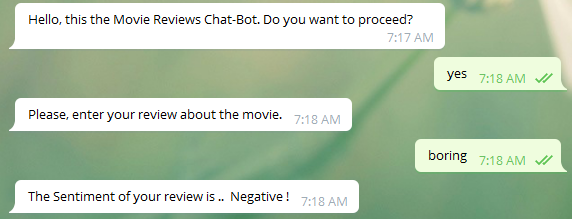 Hello, this the Movie Reviews Chat-Bot. Do you want to proceed?
7:17 AM
yes 7:18 AM
Please, enter your review about the movie. 7:18 AM
boring 7:18 AM
The Sentiment of your review is .. Negative ! 7:18 AM